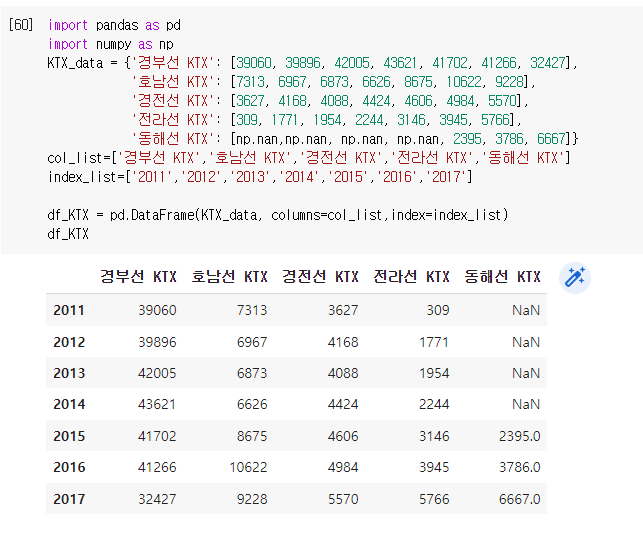 [60] import pandas as pd
import numpy as np
KTX_data = {'경부선 KTX': [39060, 39896, 42005, 43621, 41702, 41266, 32427],
'호남선 KTX': [7313, 6967, 6873, 6626, 8675, 10622, 9228],
'경전선 KTX': [3627, 4168, 4088, 4424, 4606, 4984, 5570],
'전라선 KTX': [309, 1771, 1954, 2244, 3146, 3945, 5766],
'동해선 KTX': [np.nan,np.nan, np.nan, np.nan, 2395, 3786, 6667]}
col_list=['경부선 KTX','호남선 KTX','경전선 KTX','전라선 KTX','동해선 KTX']
index_list=['2011','2012','2013','2014','2015','2016','2017']
df_KTX = pd.DataFrame(KTX_data, columns=col_list,index=index_list)
df_KTX
경부선 KTX 호남선 KTX 경전선 KTX 전라선 KTX 동해선 KTX
2011 39060 7313 3627 309 NaN
2012 39896 6967 4168 1771 NaN
2013 42005 6873 4088 1954 NaN
2014 43621 6626 4424 2244 NaN
2015 41702 8675 4606 3146 2395.0
2016 41266 10622 4984 3945 3786.0
2017 32427 9228 5570 5766 6667.0